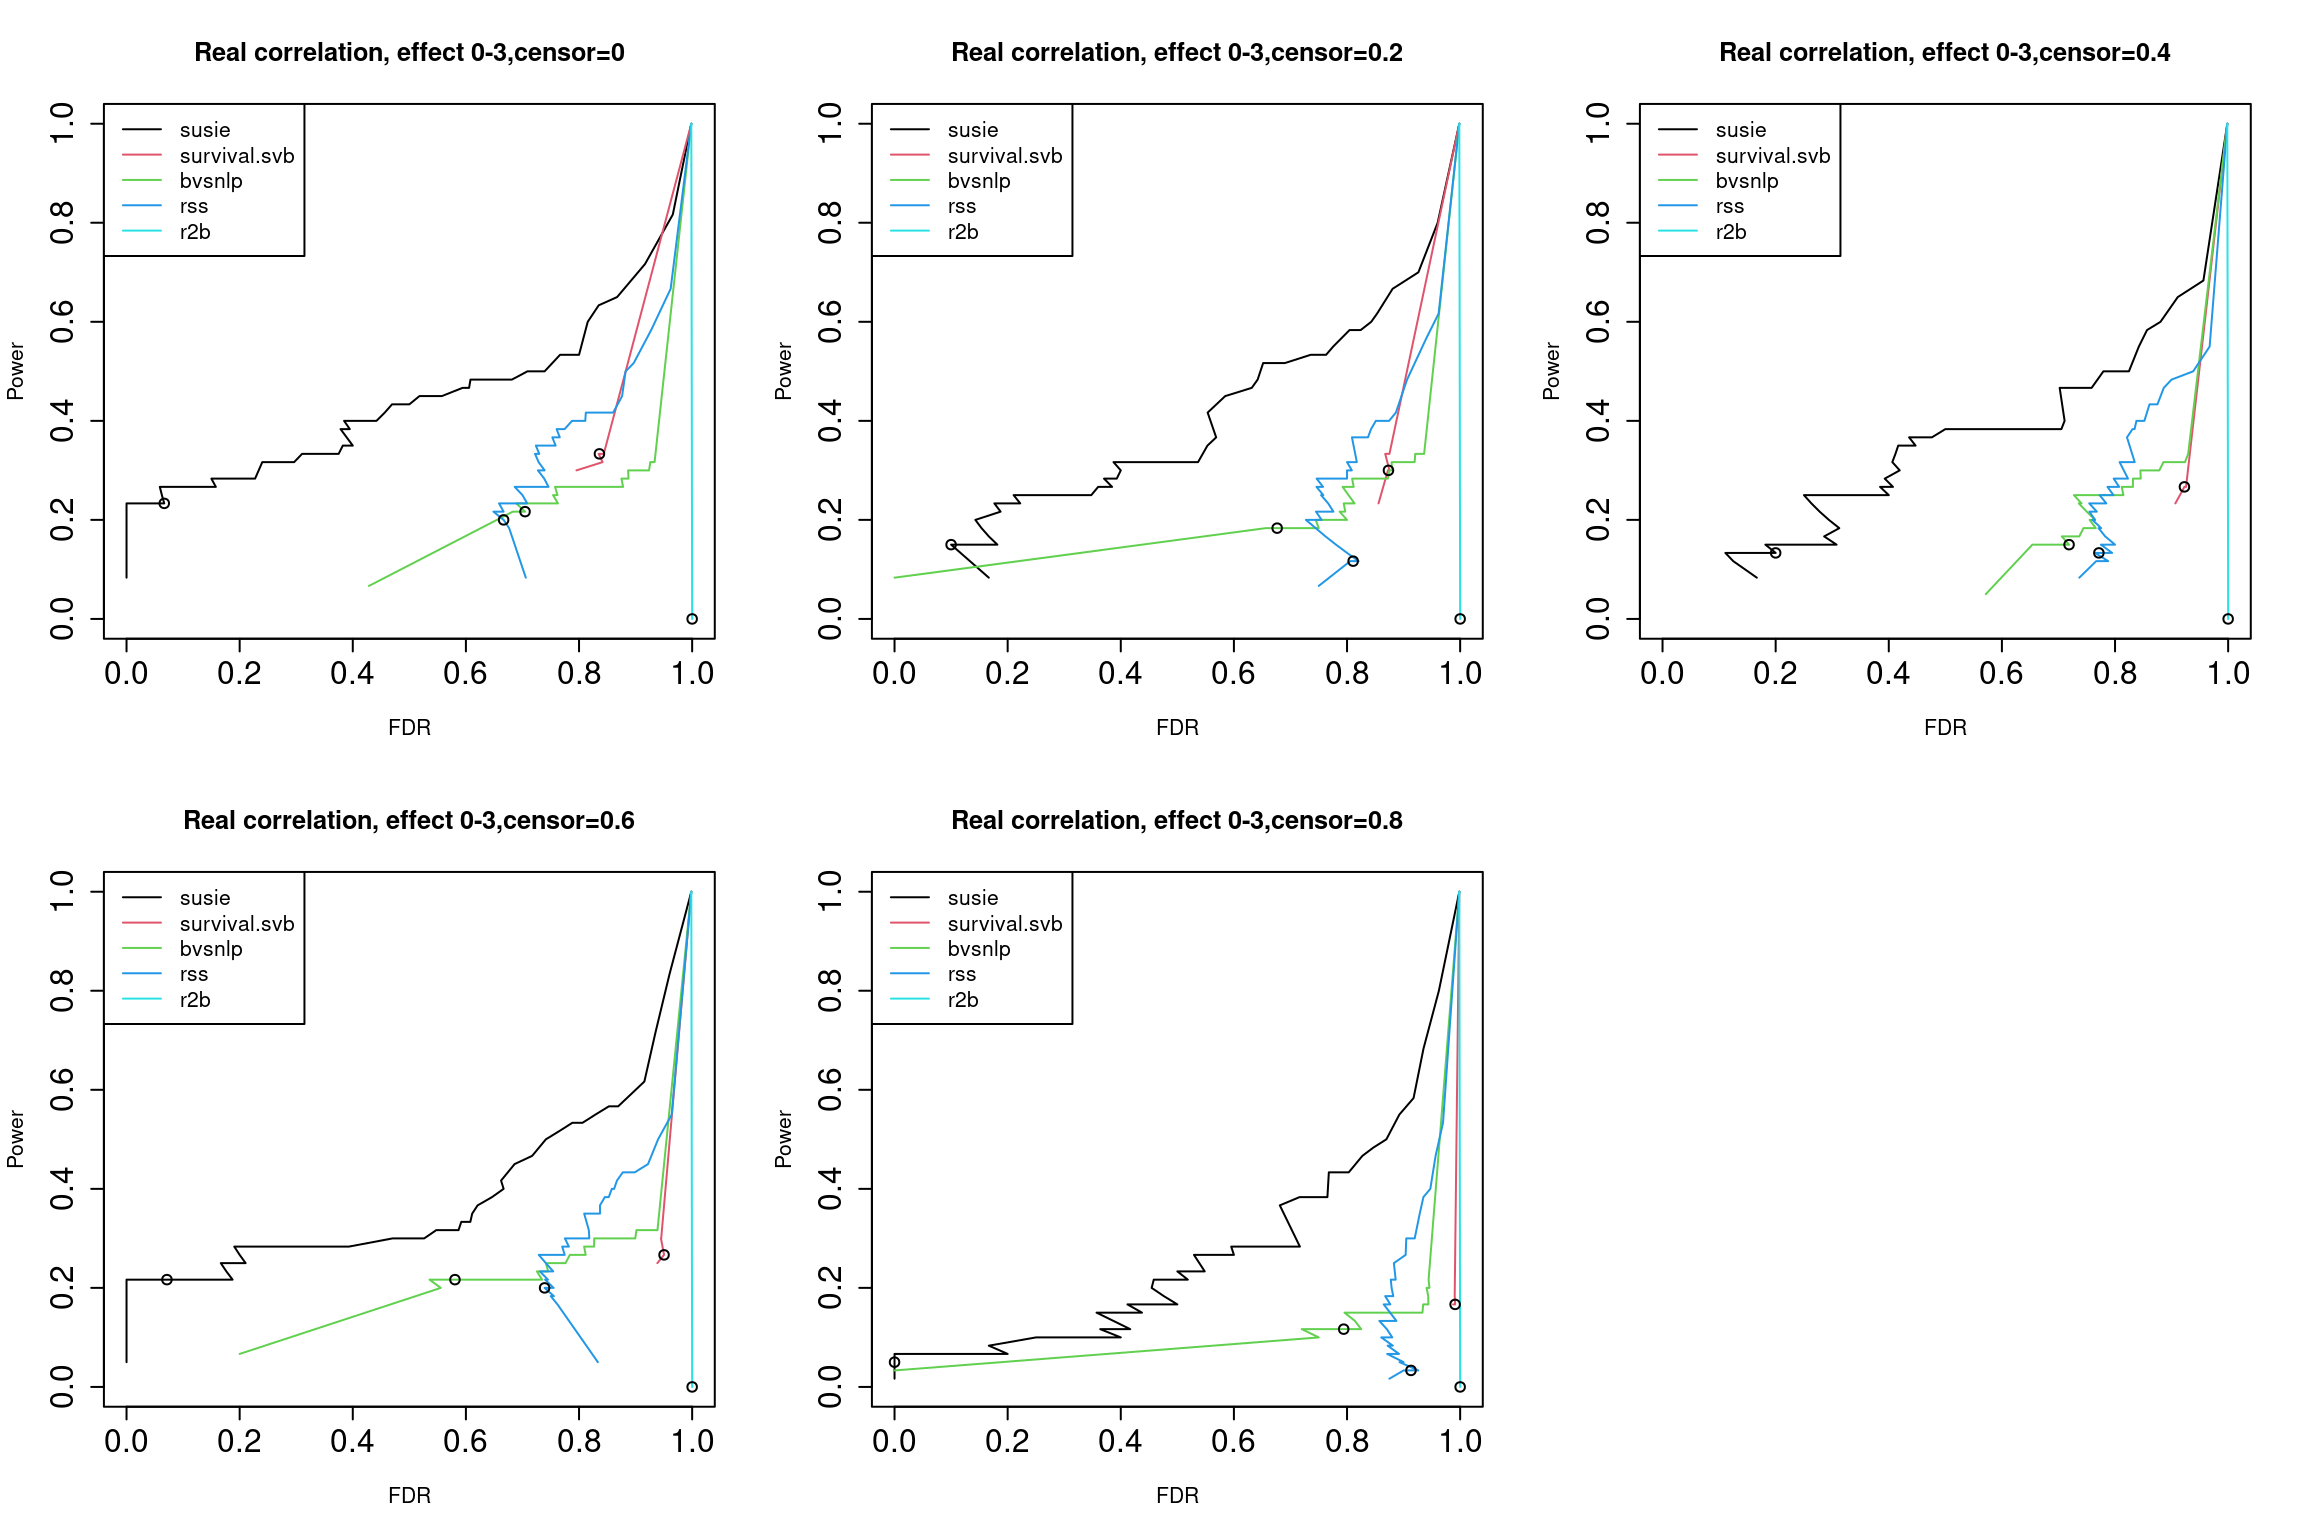 Real correlation, effect 0-3,censor=0
susie
survival.svb
bvsnlp
rss
r2b
Power
0.0 0.2 0.4 0.6 0.8 1.0
0.0 0.2 0.4 0.6 0.8 1.0
FDR
Real correlation, effect 0-3,censor=0.2
susie
survival.svb
bvsnlp
rss
r2b
Power
0.0 0.2 0.4 0.6 0.8 1.0
0.0 0.2 0.4 0.6 0.8 1.0
FDR
Real correlation, effect 0-3,censor=0.4
susie
survival.svb
bvsnlp
rss
r2b
Power
0.0 0.2 0.4 0.6 0.8 1.0
0.0 0.2 0.4 0.6 0.8 1.0
FDR
Real correlation, effect 0-3,censor=0.6
susie
survival.svb
bvsnlp
rss
r2b
Power
0.0 0.2 0.4 0.6 0.8 1.0
0.0 0.2 0.4 0.6 0.8 1.0
FDR
Real correlation, effect 0-3,censor=0.8
susie
survival.svb
bvsnlp
rss
r2b
Power
0.0 0.2 0.4 0.6 0.8 1.0
0.0 0.2 0.4 0.6 0.8 1.0
FDR